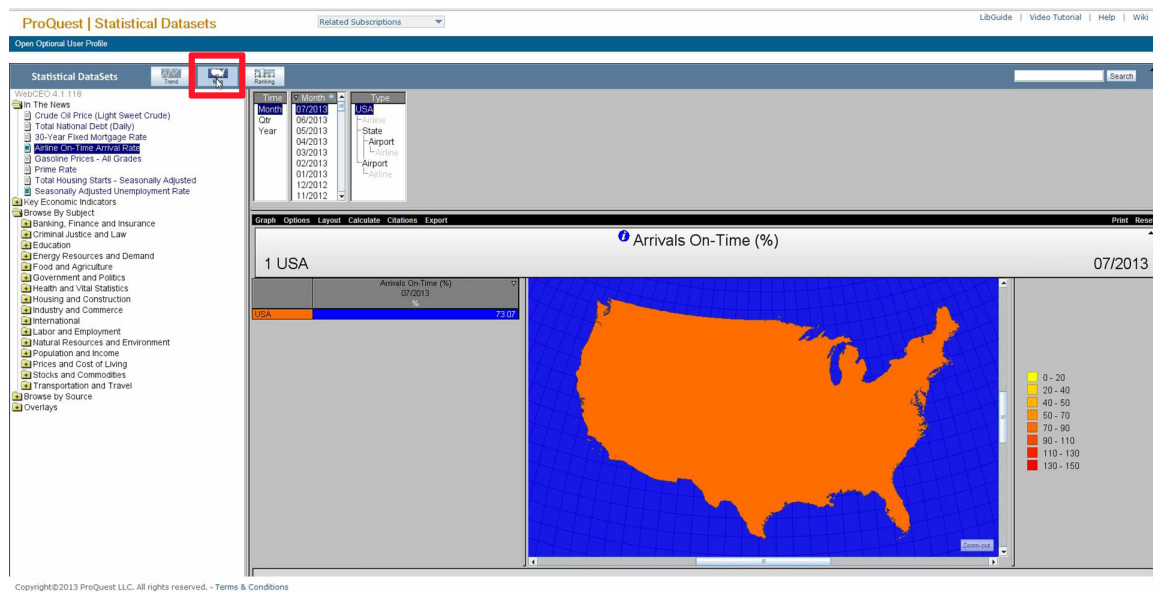 ProQuest | Statistical Datasets
Related Subscriptions
LibGuide | Video Tutorial | Help | Wiki
Open Optional User Profile
Statistical DataSets
Trend
Ranking
Search
WebCEO 4.1.118
In The News
Crude Oil Price (Light Sweet Crude)
Total National Debt (Daily)
30-Year Fixed Mortgage Rate
Airline On-Time Arrival Rate
Gasoline Prices - All Grades
Prime Rate
Total Housing Starts - Seasonally Adjusted
Seasonally Adjusted Unemployment Rate
Key Economic Indicators
Browse By Subject
Banking, Finance and Insurance
Criminal Justice and Law
Education
Energy Resources and Demand
Food and Agriculture
Government and Politics
Health and Vital Statistics
Housing and Construction
Industry and Commerce
International
Labor and Employment
Natural Resources and Environment
Population and Income
Prices and Cost of Living
Stocks and Commodities
Transportation and Travel
Browse by Source
Overlays
Time
Month
Qtr
Year
Month
07/2013
06/2013
05/2013
04/2013
03/2013
02/2013
01/2013
12/2012
11/2012
Type
USA
Airline
State
Airport
Airline
Airport
Airline
Graph Options Layout Calculate Citations Export
Print Rese
Arrivals On-Time (%)
1 USA
07/2013
Arrivals On-Time (%)
07/2013
%
USA 73.07
0 - 20
20 - 40
40 - 50
50 - 70
70 - 90
90 - 110
110 - 130
130 - 150
Zoom-out
Copyright©2013 ProQuest LLC. All rights reserved. - Terms & Conditions